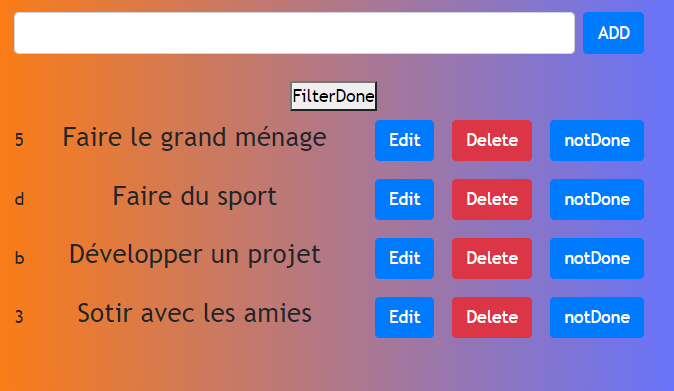 ADD
FilterDone
5 Faire le grand ménage Edit Delete notDone
d Faire du sport Edit Delete notDone
b Développer un projet Edit Delete notDone
3 Sotir avec les amies Edit Delete notDone